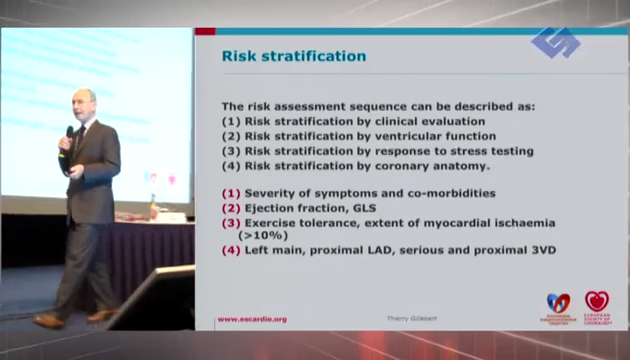 Risk stratification
The risk assessment sequence can be described as:
(1) Risk stratification by clinical evaluation
(2) Risk stratification by ventricular function
(3) Risk stratification by response to stress testing
(4) Risk stratification by coronary anatomy.
(1) Severity of symptoms and co-morbidities
(2) Ejection fraction, GLS
(3) Exercise tolerance, extent of myocardial ischaemia
(>10%)
(4) Left main, proximal LAD, serious and proximal 3VD
www.escardio.org
Thierry Gillebert
EUROPEAN
SOCIETY OF
CARDIOLOGY